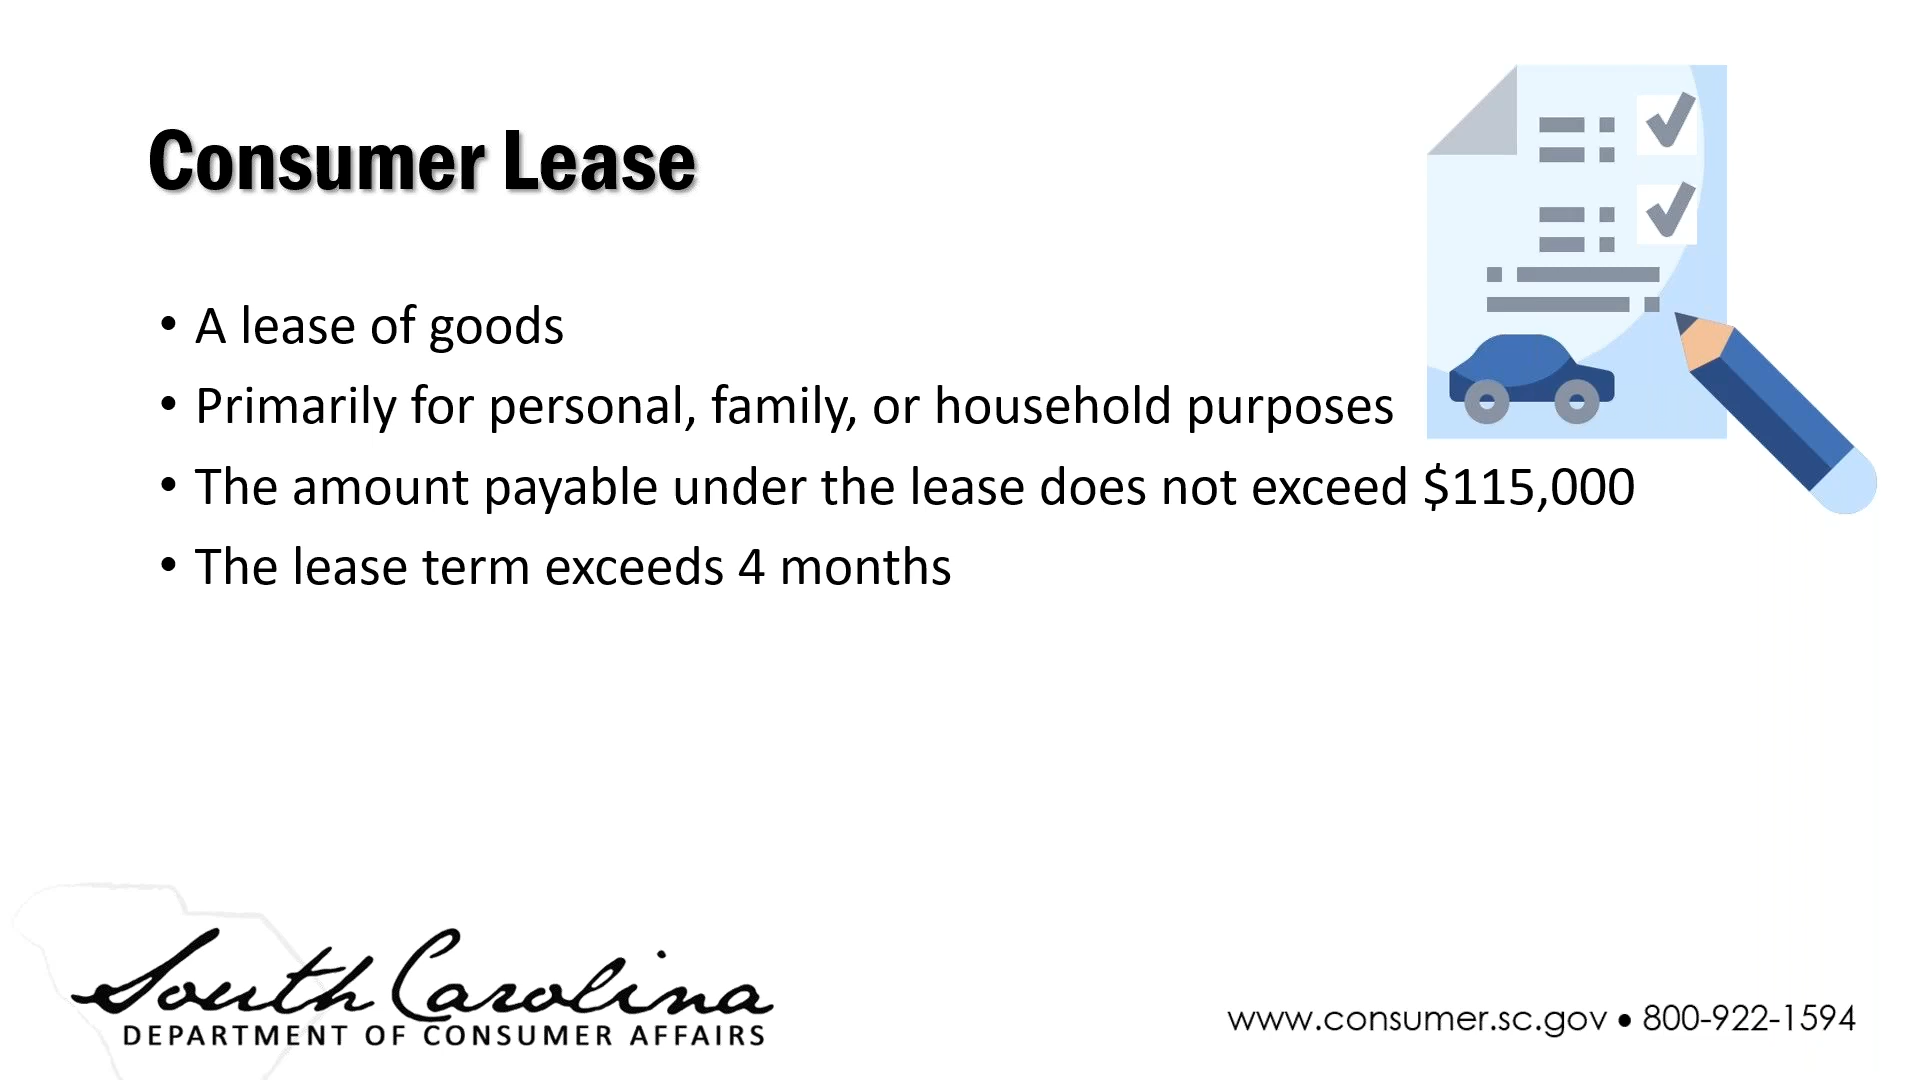 Consumer Lease
• A lease of goods
• Primarily for personal, family, or household purposes
• The amount payable under the lease does not exceed $115,000
• The lease term exceeds 4 months
South Carolina
DEPARTMENT OF CONSUMER AFFAIRS
www.consumer.sc.gov • 800-922-1594